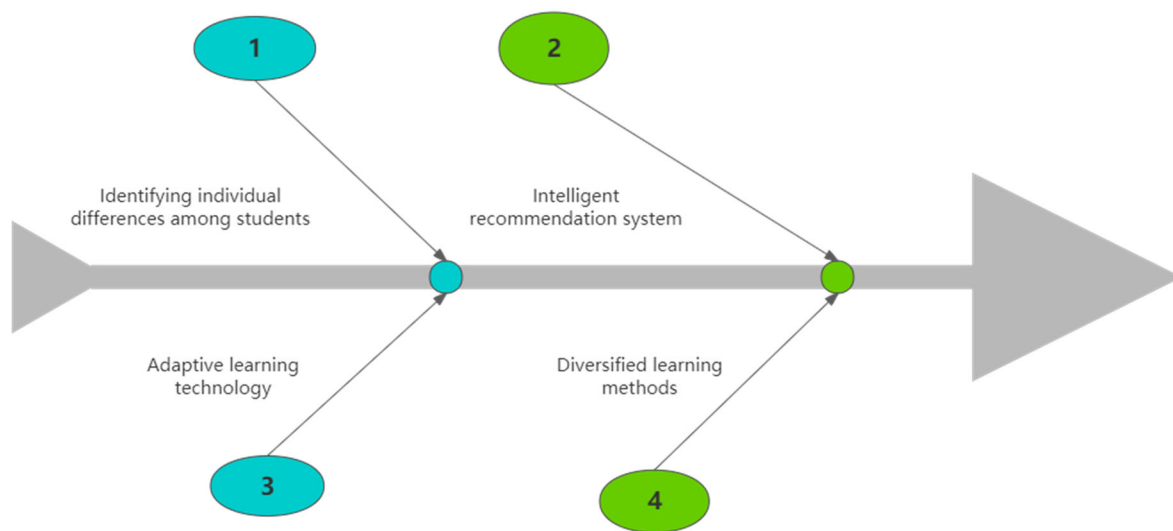 1
2
Identifying individual
differences among students
Intelligent
recommendation system
Adaptive learning
technology
Diversified learning
methods
3
4